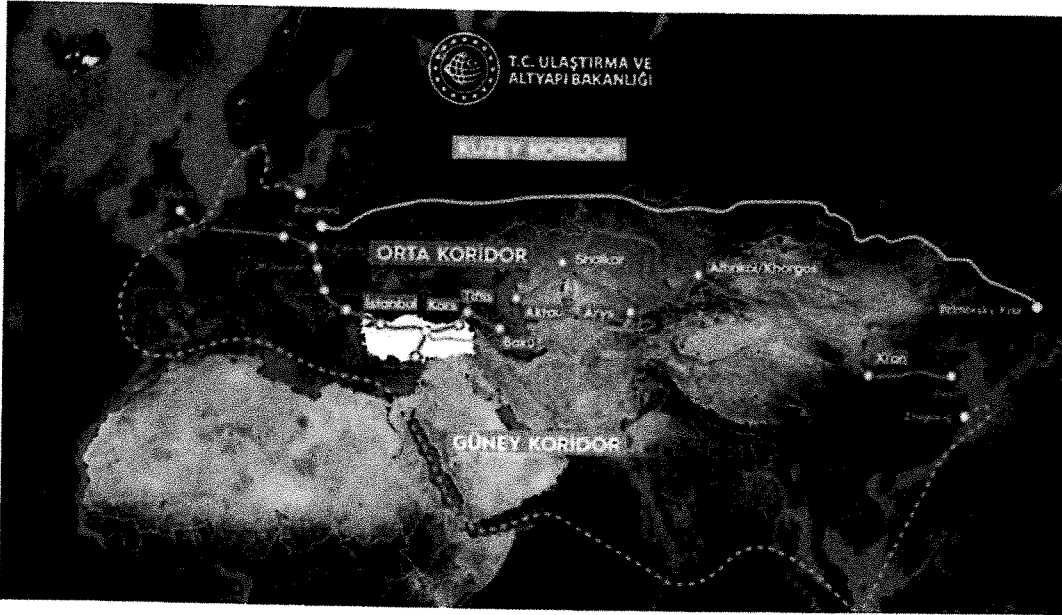 T.C. ULAŞTIRMA VE
ALTYAPI BAKANLIĞI
KUZEY KORİDOR
ORTA KORİDOR
Shalkar
Altınkol/Khorgos
İstanbul
Kars
Tiflis
Aktau
Arys
Bakü
Xi'an
GÜNEY KORİDOR